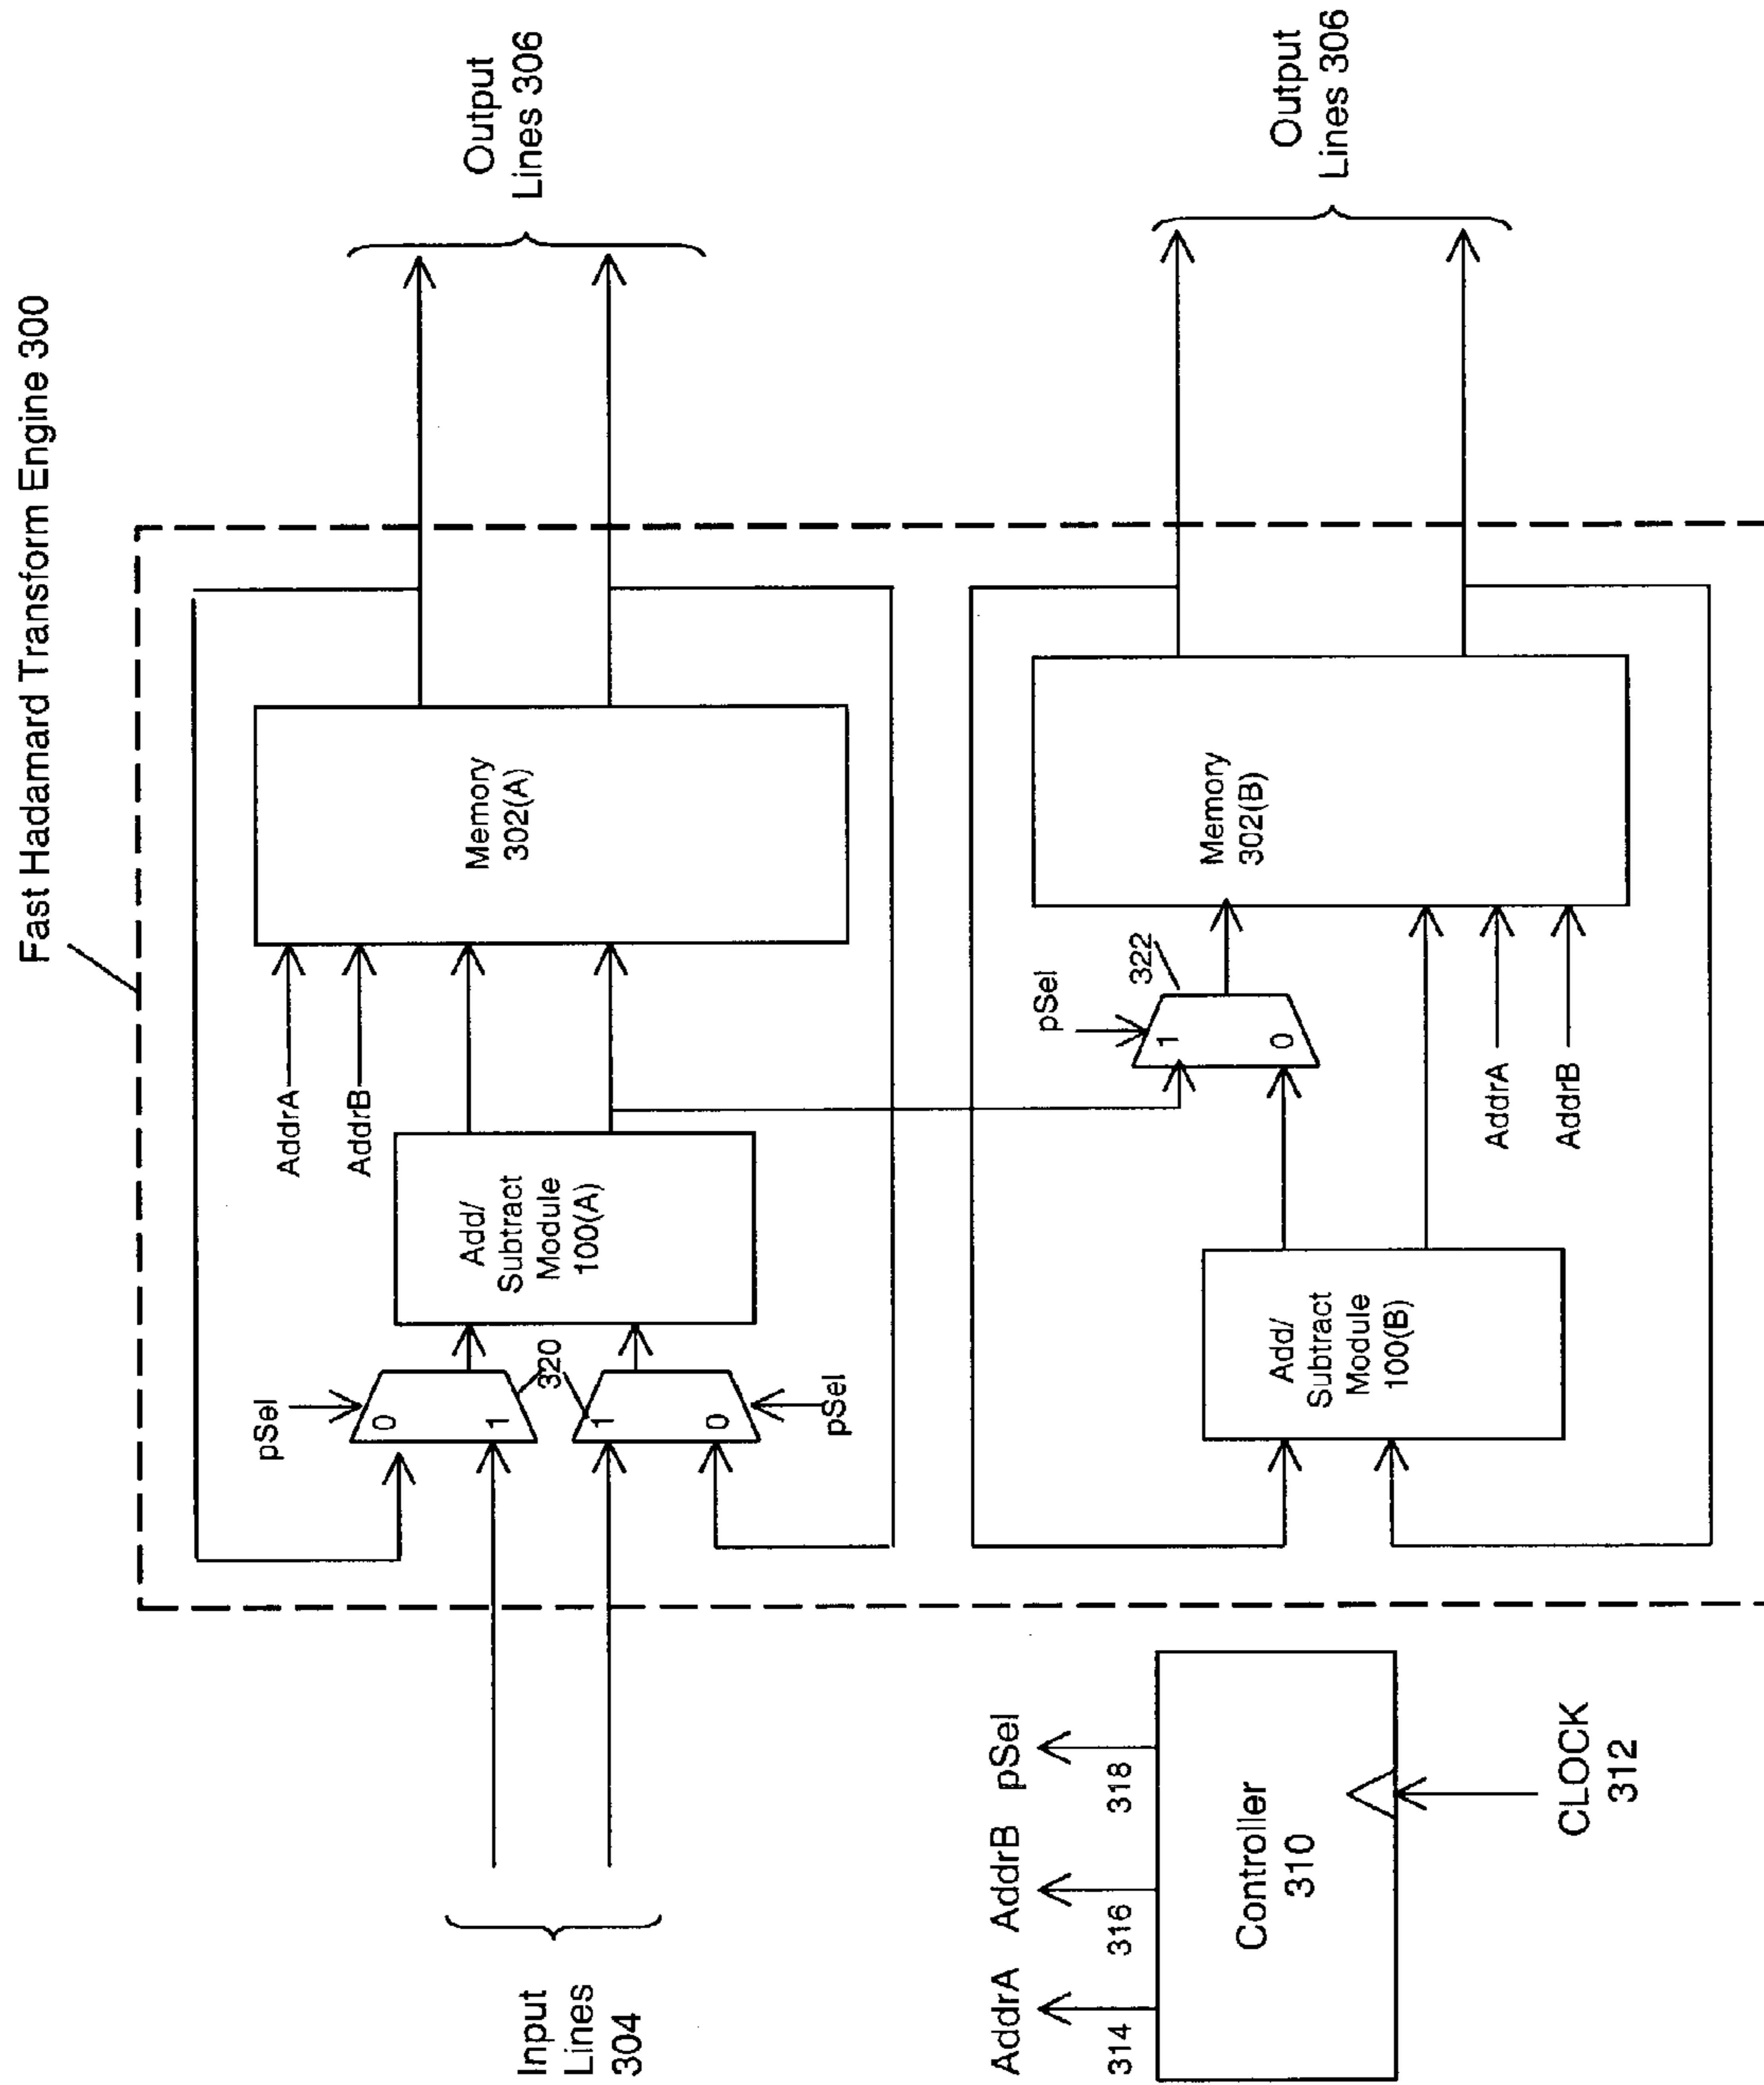 Fast Hadamard Transform Engine 300
Input
Lines
304
pSel
0
1
320
1
0
pSel
Add/
Subtract
Module
100(A)
AddrA
AddrB
Memory
302(A)
Output
Lines 306
Add/
Subtract
Module
100(B)
pSel
322
1
0
AddrA
AddrB
Memory
302(B)
Output
Lines 306
AddrA
AddrB
pSel
314
316
318
Controller
310
CLOCK
312